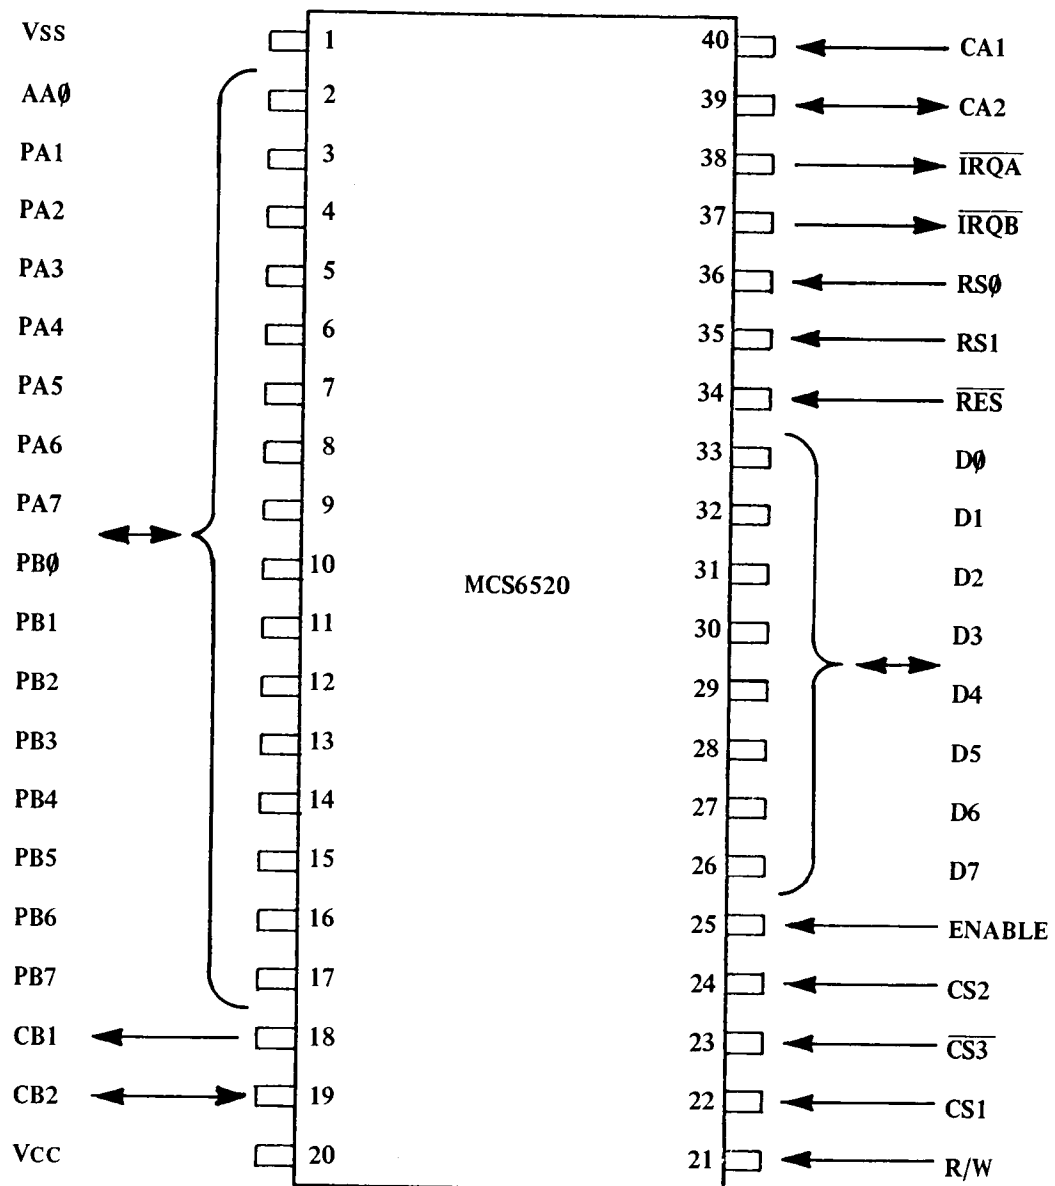 VSS 1 40 CA1
AA0 2 39 CA2
PA1 3 38 IRQA
PA2 4 37 IRQB
PA3 5 36 RS0
PA4 6 35 RS1
PA5 7 34 RES
PA6 8 33 D0
PA7 9 32 D1
PB0 10 31 D2
MCS6520
PB1 11 30 D3
PB2 12 29 D4
PB3 13 28 D5
PB4 14 27 D6
PB5 15 26 D7
PB6 16 25 ENABLE
PB7 17 24 CS2
CB1 18 23 CS3
CB2 19 22 CS1
VCC 20 21 R/W